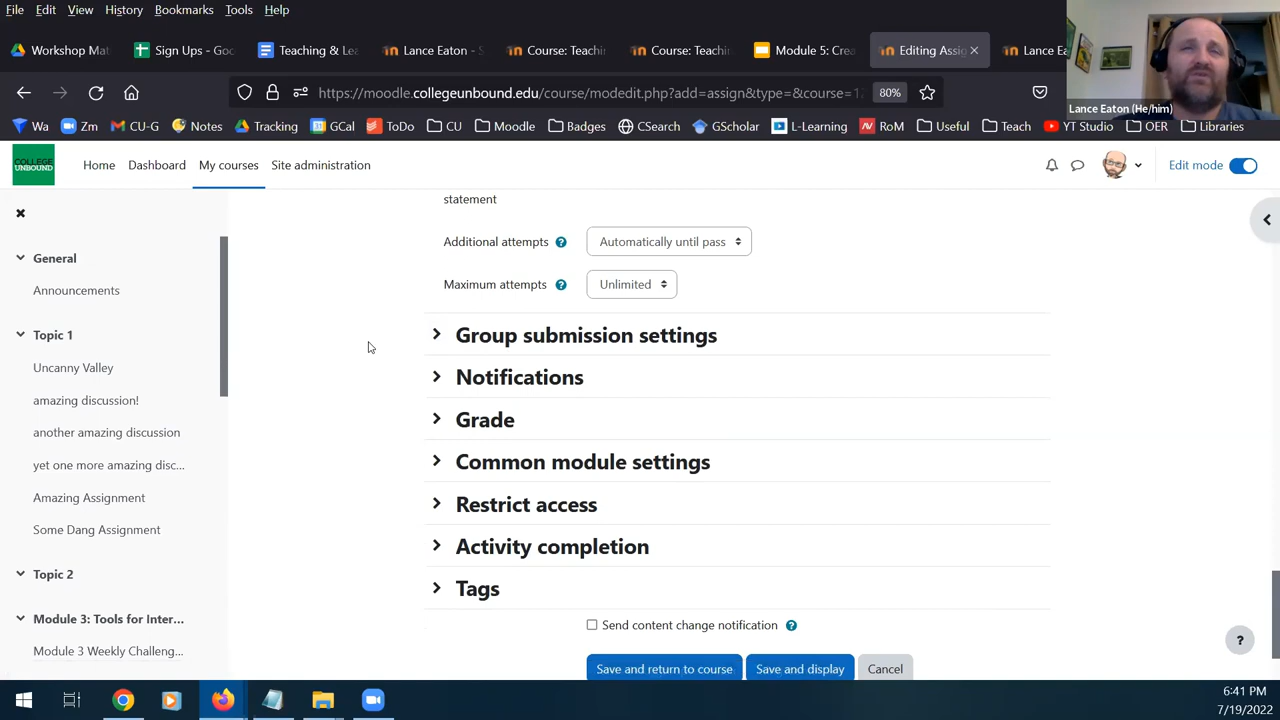 File Edit View History Bookmarks Tools Help
Workshop Mat
Sign Ups - Goo
Teaching & Lea
Lance Eaton - S
Course: Teachin
Course: Teachin
Module 5: Crea
Editing Assig
Lance Ea
https://moodle.collegeunbound.edu/course/modedit.php?add=assign&type=&course=1
80%
Lance Eaton (He/him)
Wa Zm CU-G Notes Tracking GCal ToDo CU Moodle Badges CSearch GScholar L-Learning RoM Useful Teach YT Studio OER Libraries
COLLEGE
UNBOUND
Home Dashboard My courses Site administration
Edit mode
General
Announcements
Topic 1
Uncanny Valley
amazing discussion!
another amazing discussion
yet one more amazing disc...
Amazing Assignment
Some Dang Assignment
Topic 2
Module 3: Tools for Inter...
Module 3 Weekly Challeng...
statement
Additional attempts ? Automatically until pass
Maximum attempts ? Unlimited
Group submission settings
Notifications
Grade
Common module settings
Restrict access
Activity completion
Tags
Send content change notification ?
Save and return to course Save and display Cancel
?
6:41 PM
7/19/2022